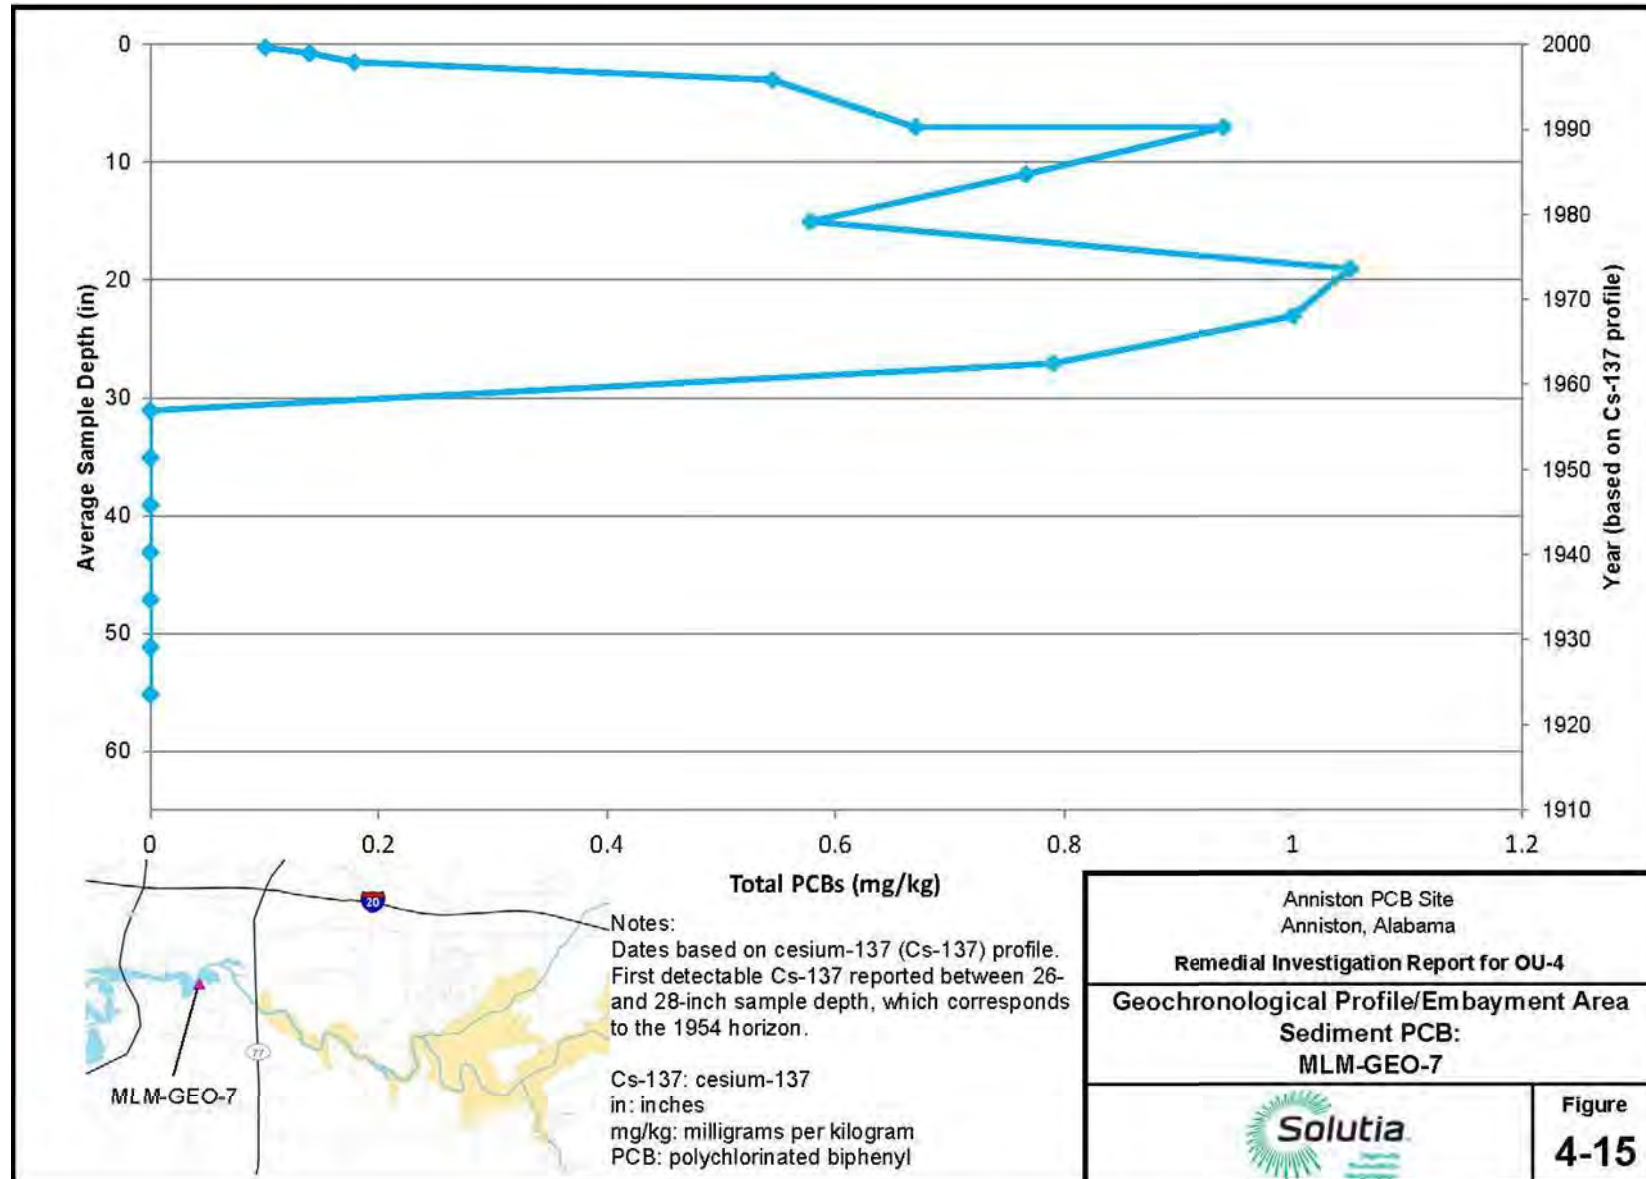 0
10
20
30
40
50
60
Average Sample Depth (in)
2000
1990
1980
1970
1960
1950
1940
1930
1920
1910
Year (based on Cs-137 profile)
0
0.2
0.4
0.6
0.8
1
1.2
Total PCBs (mg/kg)
20
77
MLM-GEO-7
Notes:
Dates based on cesium-137 (Cs-137) profile.
First detectable Cs-137 reported between 26-
and 28-inch sample depth, which corresponds
to the 1954 horizon.
Cs-137: cesium-137
in: inches
mg/kg: milligrams per kilogram
PCB: polychlorinated biphenyl
Anniston PCB Site
Anniston, Alabama
Remedial Investigation Report for OU-4
Geochronological Profile/Embayment Area
Sediment PCB:
MLM-GEO-7
Solutia
Figure
4-15